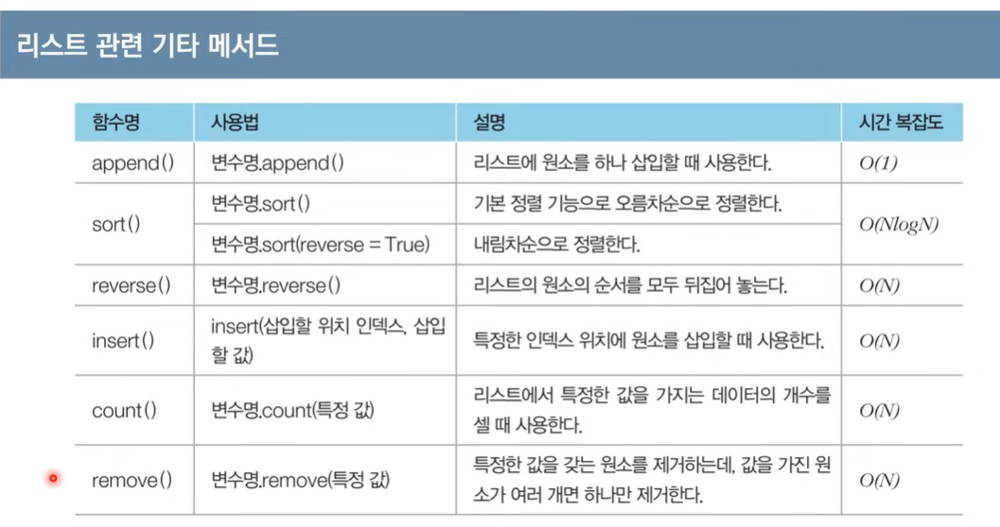 리스트 관련 기타 메서드
함수명 사용법 설명 시간 복잡도
append() 변수명.append() 리스트에 원소를 하나 삽입할 때 사용한다. O(1)
sort() 변수명.sort() 기본 정렬 기능으로 오름차순으로 정렬한다. O(NlogN)
변수명.sort(reverse = True) 내림차순으로 정렬한다.
reverse() 변수명.reverse() 리스트의 원소의 순서를 모두 뒤집어 놓는다. O(N)
insert() insert(삽입할 위치 인덱스, 삽입
할 값) 특정한 인덱스 위치에 원소를 삽입할 때 사용한다. O(N)
count() 변수명.count(특정 값) 리스트에서 특정한 값을 가지는 데이터의 개수를
셀 때 사용한다. O(N)
remove() 변수명.remove(특정 값) 특정한 값을 갖는 원소를 제거하는데, 값을 가진 원
소가 여러 개면 하나만 제거한다. O(N)